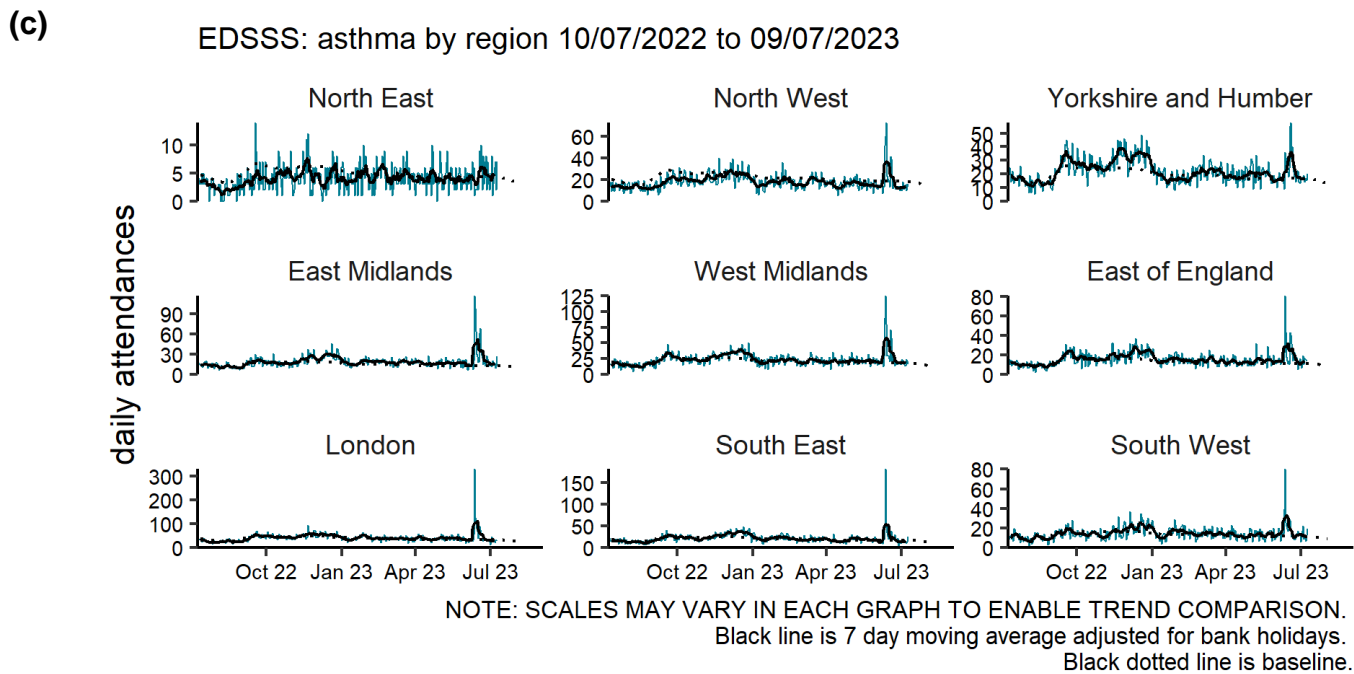 (c)
EDSSS: asthma by region 10/07/2022 to 09/07/2023
North East
North West
Yorkshire and Humber
10
5
0
60
40
20
0
50
40
30
20
10
0
daily attendances
East Midlands
West Midlands
East of England
90
60
30
0
125
100
75
50
25
0
80
60
40
20
0
London
South East
South West
300
200
100
0
150
100
50
0
80
60
40
20
0
Oct 22 Jan 23 Apr 23 Jul 23
Oct 22 Jan 23 Apr 23 Jul 23
Oct 22 Jan 23 Apr 23 Jul 23
NOTE: SCALES MAY VARY IN EACH GRAPH TO ENABLE TREND COMPARISON.
Black line is 7 day moving average adjusted for bank holidays.
Black dotted line is baseline.